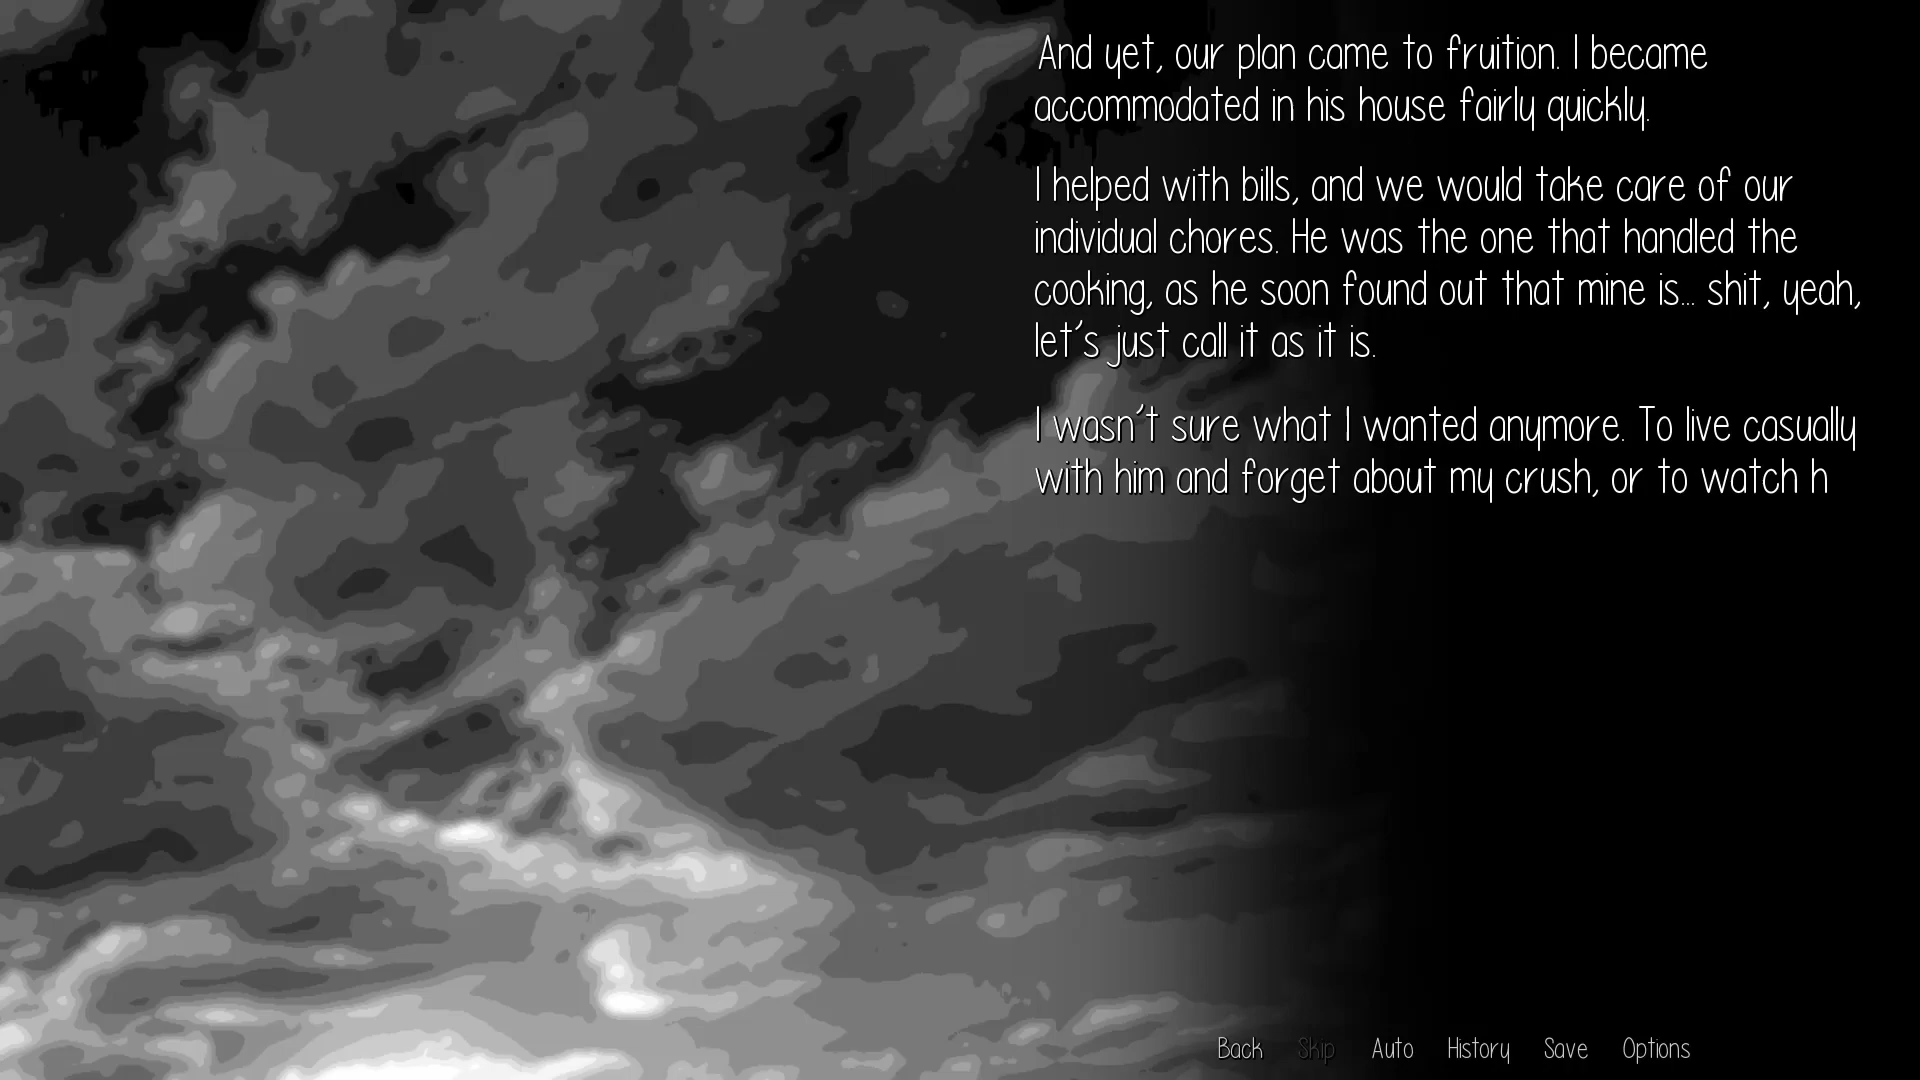 And yet, our plan came to fruition. I became
accommodated in his house fairly quickly.
I helped with bills, and we would take care of our
individual chores. He was the one that handled the
cooking, as he soon found out that mine is... shit, yeah,
let's just call it as it is.
I wasn't sure what I wanted anymore. To live casually
with him and forget about my crush, or to watch h
Back Skip Auto History Save Options